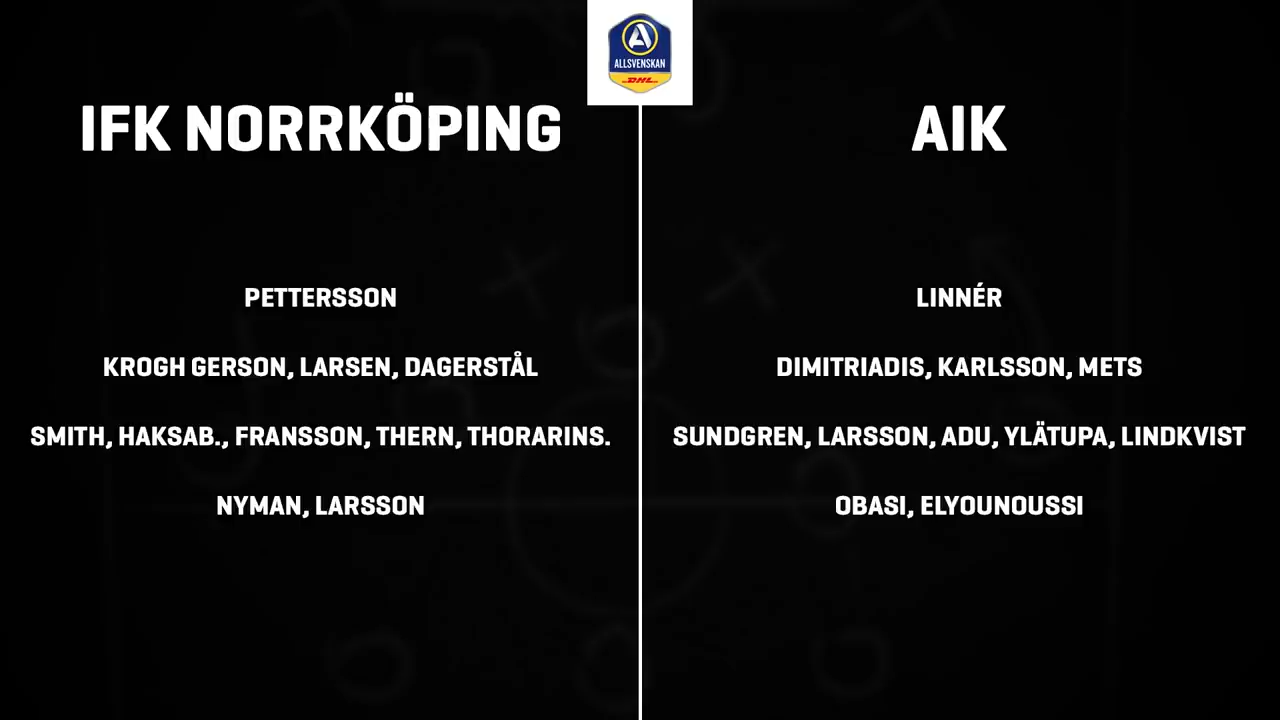 ALLSVENSKAN
DHL
IFK NORRKÖPING
PETTERSSON
KROGH GERSON, LARSEN, DAGERSTÅL
SMITH, HAKSAB., FRANSSON, THERN, THORARINS.
NYMAN, LARSSON
AIK
LINNÉR
DIMITRIADIS, KARLSSON, METS
SUNDGREN, LARSSON, ADU, YLÄTUPA, LINDKVIST
OBASI, ELYOUNOUSSI